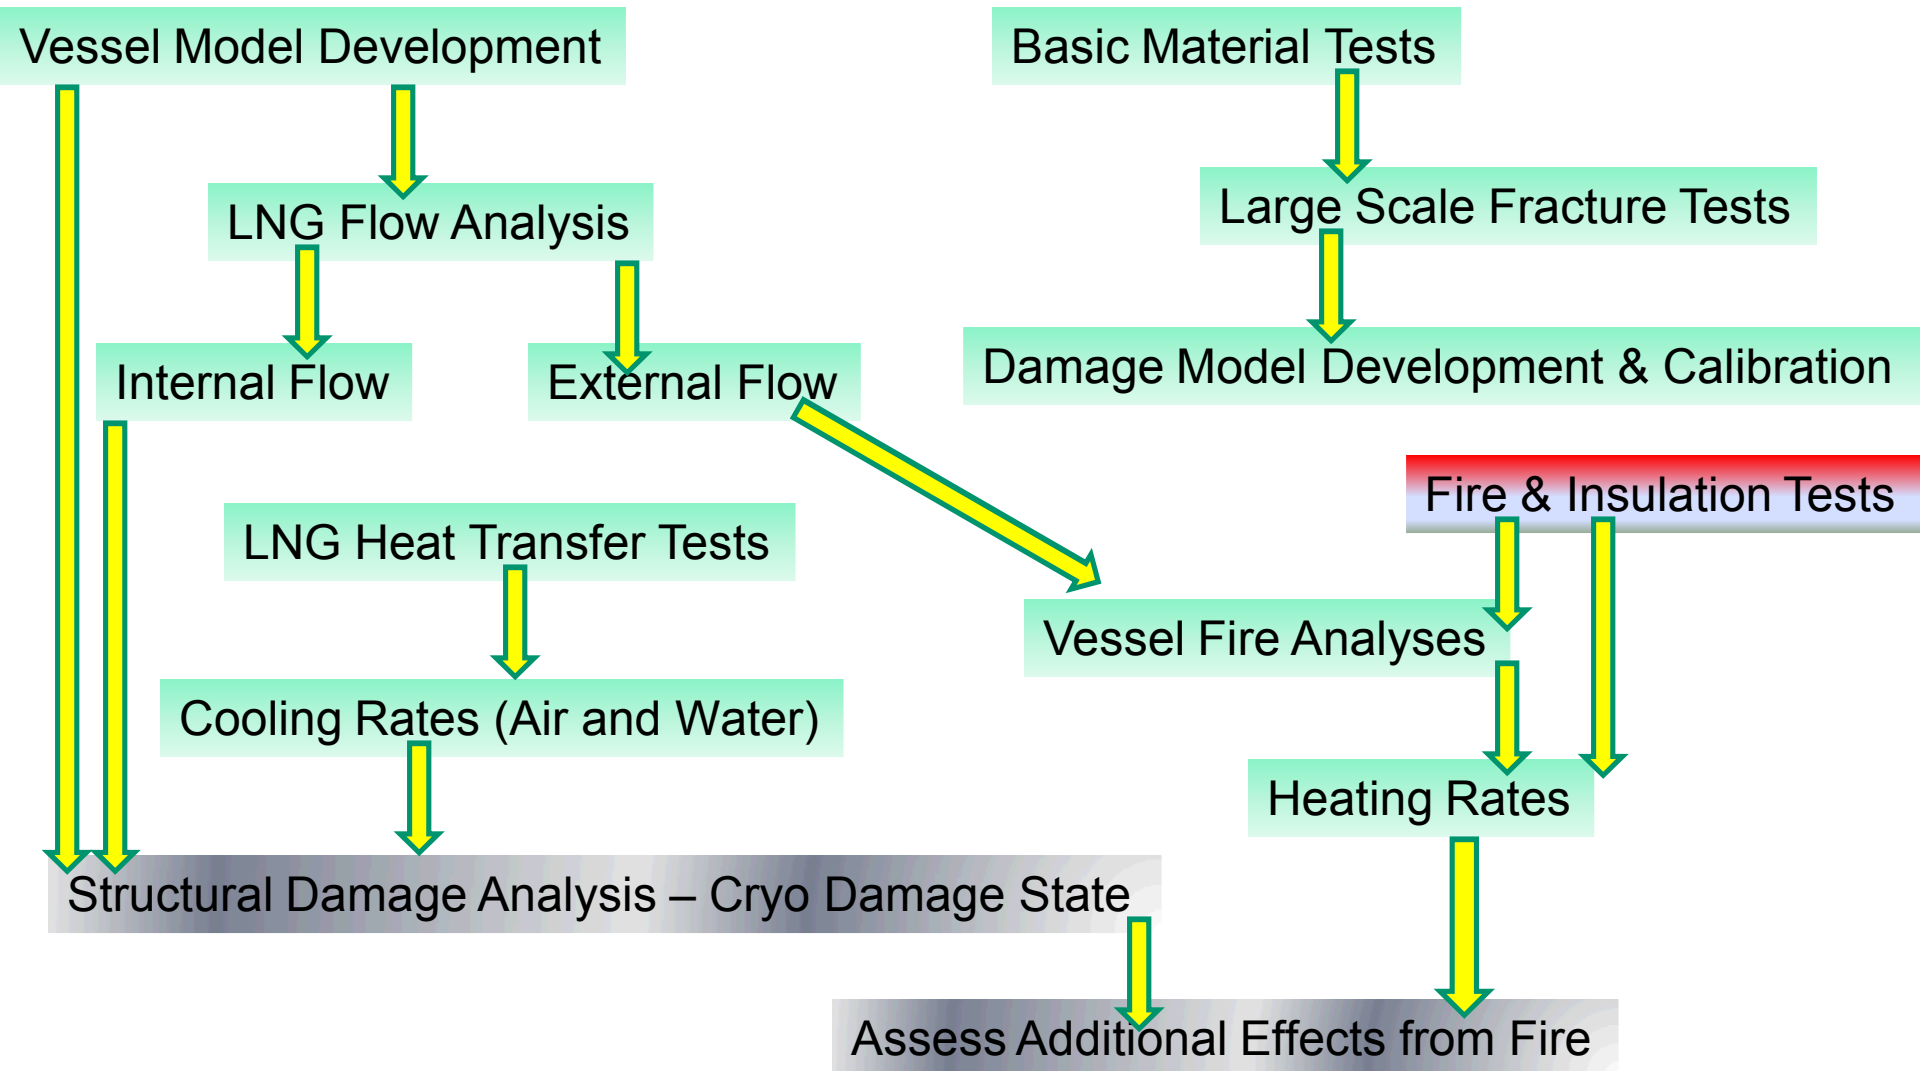 Vessel Model Development
Basic Material Tests
LNG Flow Analysis
Large Scale Fracture Tests
Internal Flow
External Flow
Damage Model Development & Calibration
Fire & Insulation Tests
LNG Heat Transfer Tests
Vessel Fire Analyses
Cooling Rates (Air and Water)
Heating Rates
Structural Damage Analysis – Cryo Damage State
Assess Additional Effects from Fire